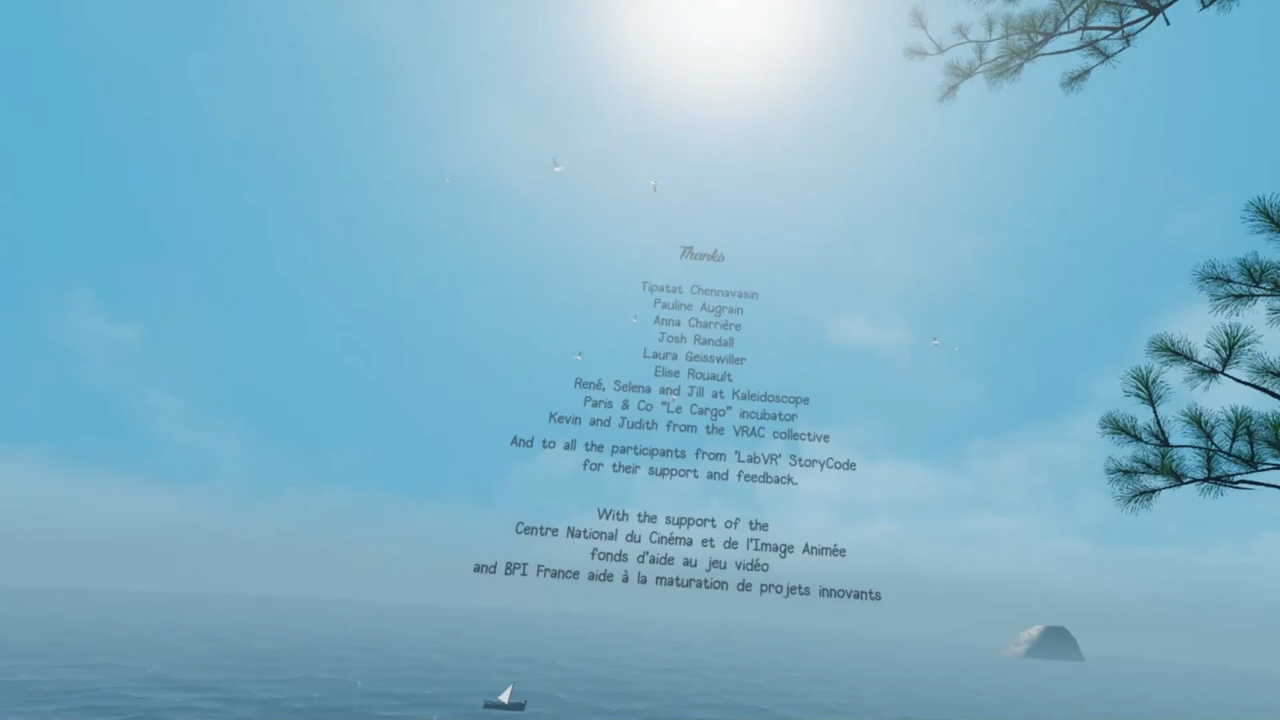 Thanks
Tipatat Chennavasin
Pauline Augrain
Anna Charrière
Josh Randall
Laura Geisswiller
Elise Rouault
René, Selena and Jill at Kaleidoscope
Paris & Co "Le Cargo" incubator
Kevin and Judith from the VRAC collective
And to all the participants from 'LabVR' StoryCode
for their support and feedback.
With the support of the
Centre National du Cinéma et de l'Image Animée
fonds d'aide au jeu vidéo
and BPI France aide à la maturation de projets innovants